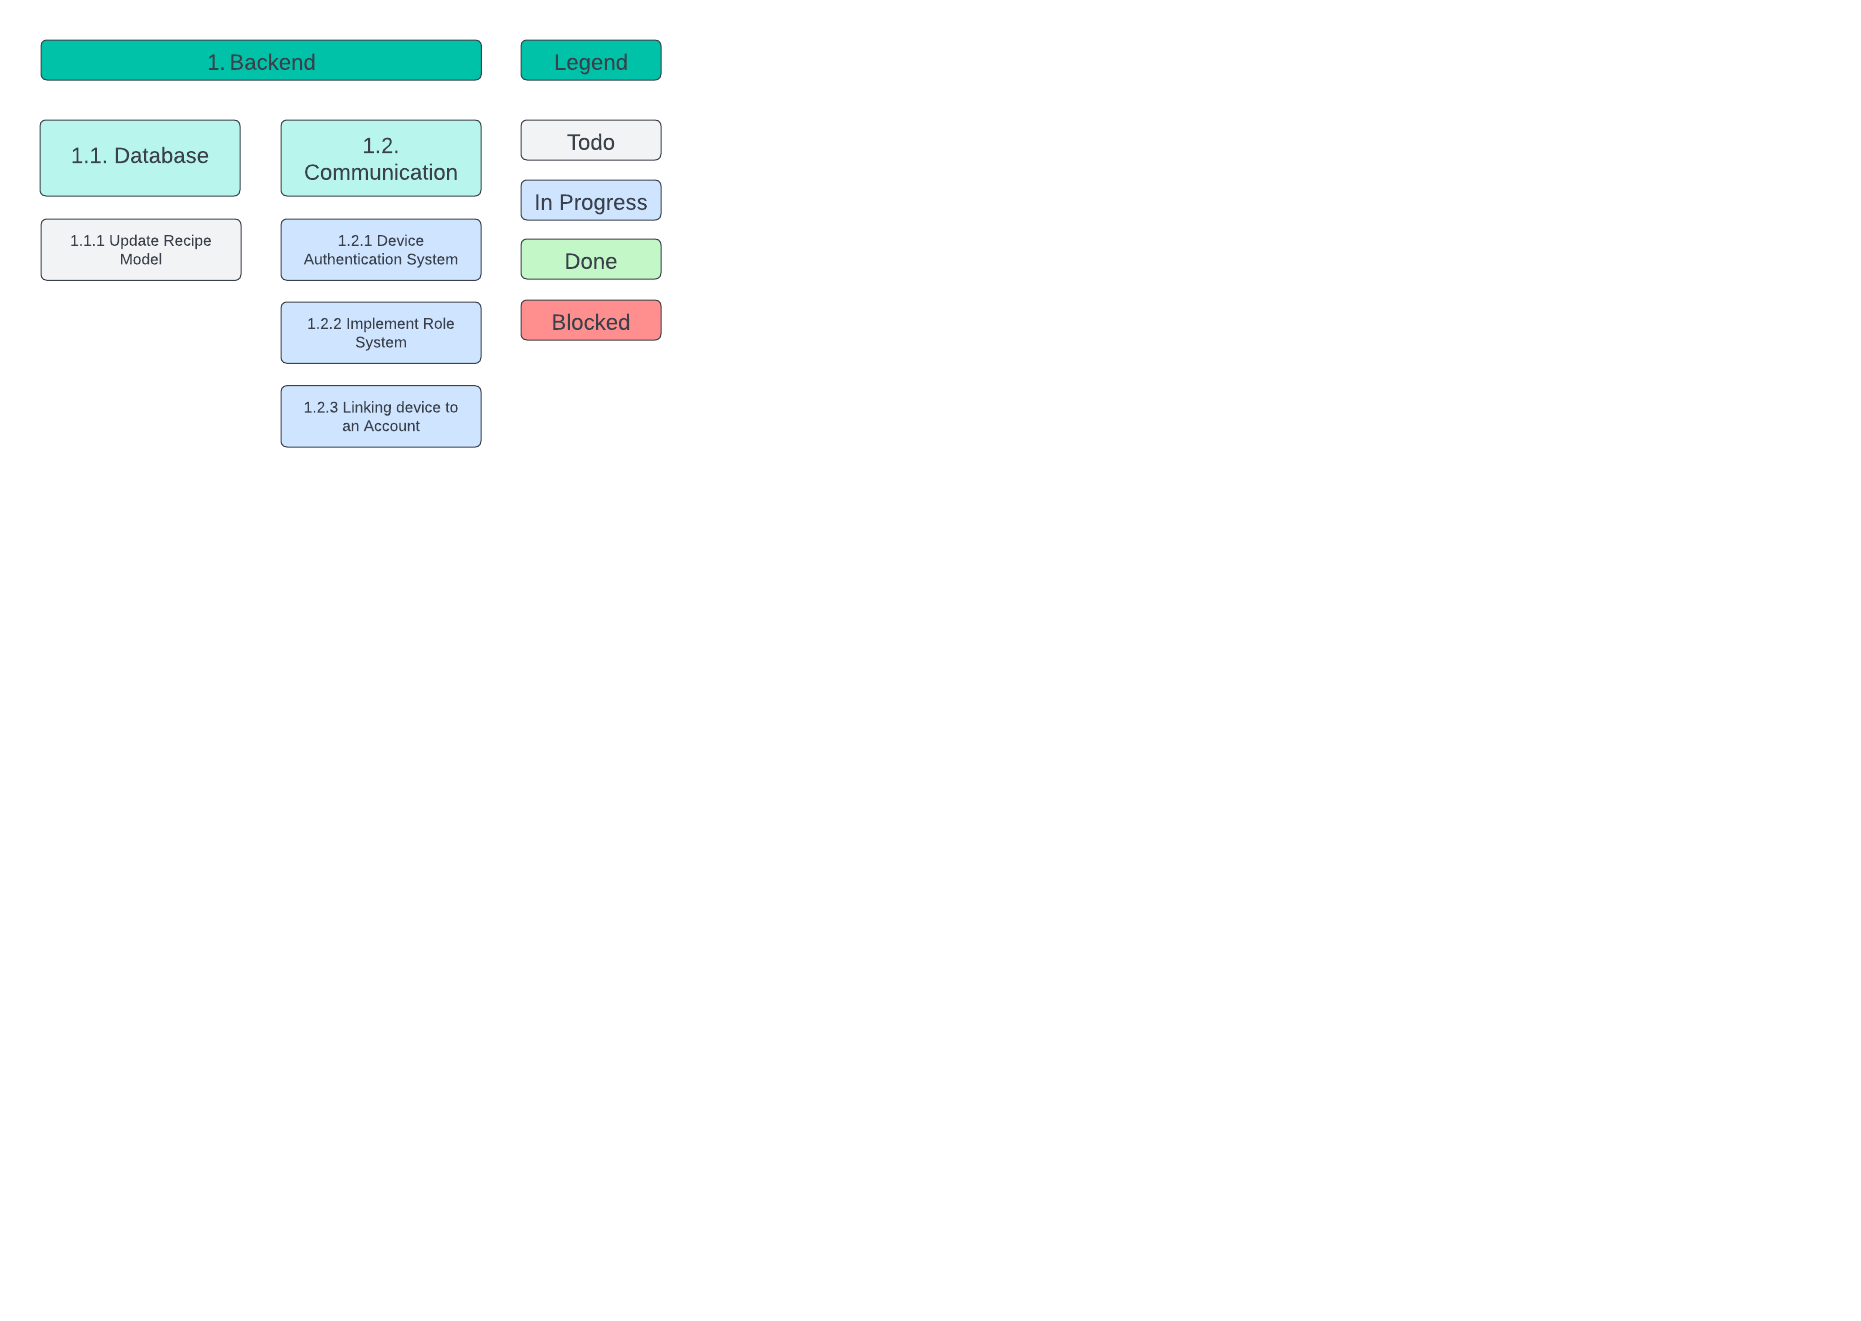 1. Backend
Legend
1.1. Database
1.2.
Communication
Todo
In Progress
1.1.1 Update Recipe
Model
1.2.1 Device
Authentication System
Done
1.2.2 Implement Role
System
Blocked
1.2.3 Linking device to
an Account